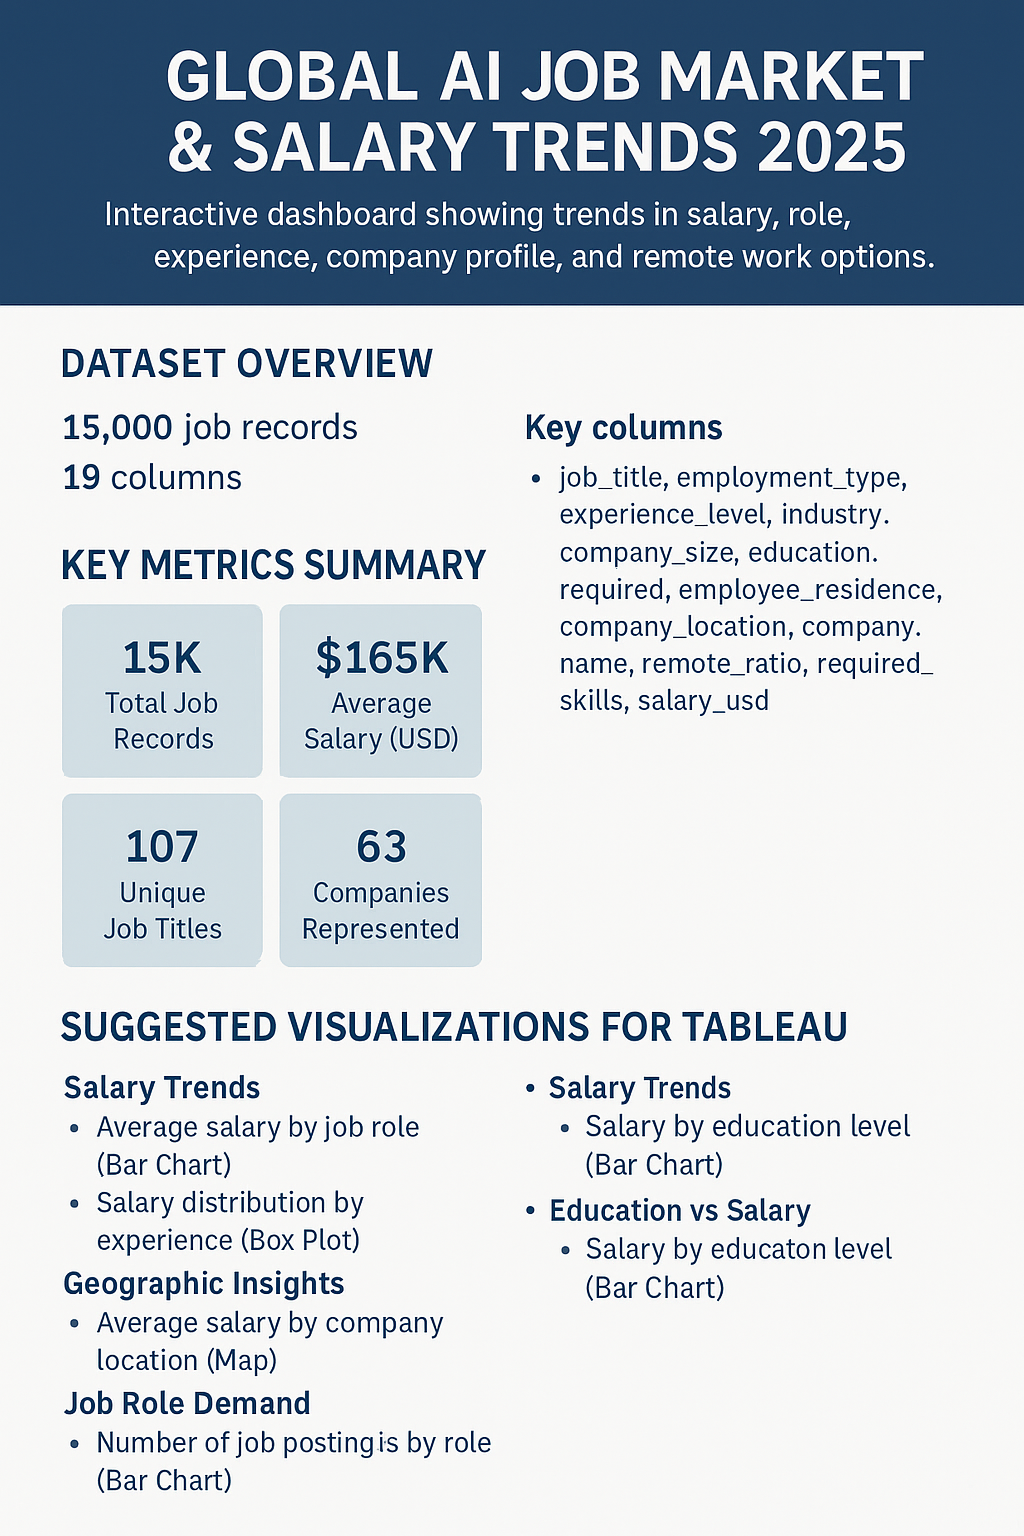 GLOBAL AI JOB MARKET
& SALARY TRENDS 2025
Interactive dashboard showing trends in salary, role,
experience, company profile, and remote work options.
DATASET OVERVIEW
15,000 job records
19 columns
Key columns
• job_title, employment_type,
experience_level, industry.
company_size, education.
required, employee_residence,
company_location, company.
name, remote_ratio, required_
skills, salary_usd
KEY METRICS SUMMARY
15K
Total Job
Records
$165K
Average
Salary (USD)
107
Unique
Job Titles
63
Companies
Represented
SUGGESTED VISUALIZATIONS FOR TABLEAU
Salary Trends
• Average salary by job role
(Bar Chart)
• Salary distribution by
experience (Box Plot)
Geographic Insights
• Average salary by company
location (Map)
Job Role Demand
• Number of job postingis by role
(Bar Chart)
• Salary Trends
• Salary by education level
(Bar Chart)
• Education vs Salary
• Salary by educaton level
(Bar Chart)